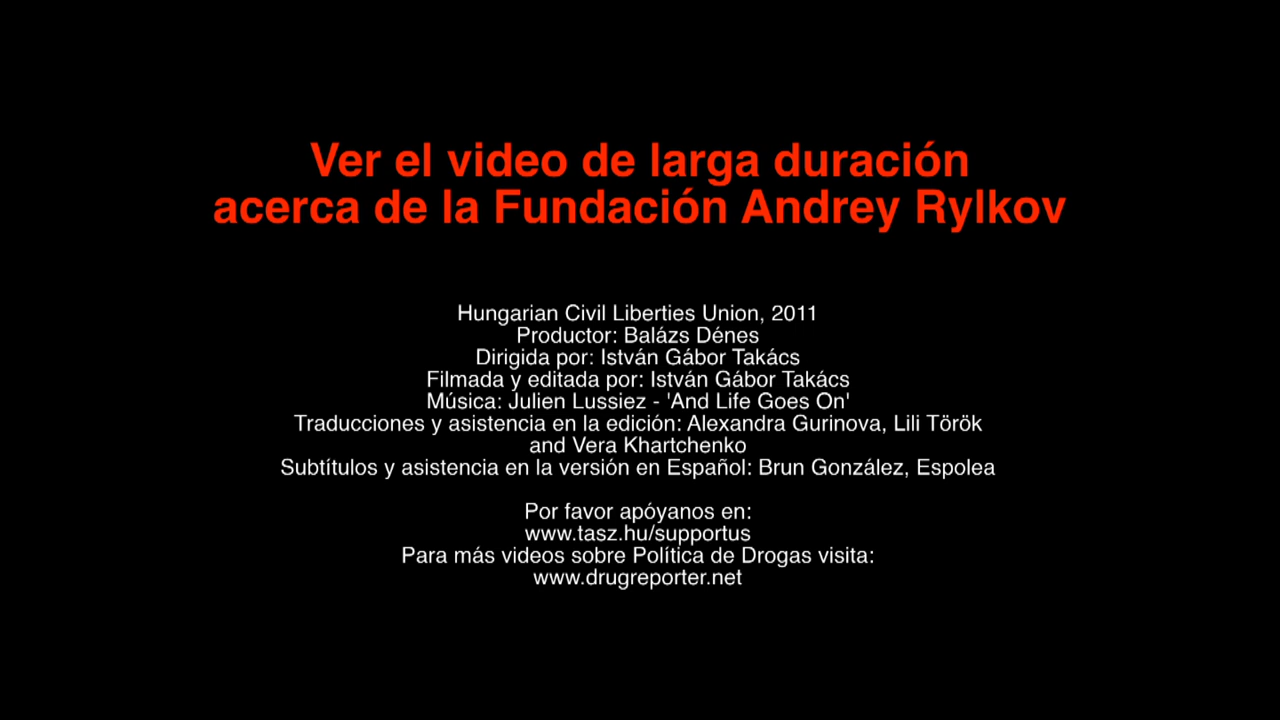 Ver el video de larga duración
acerca de la Fundación Andrey Rylkov
Hungarian Civil Liberties Union, 2011
Productor: Balázs Dénes
Dirigida por: István Gábor Takács
Filmada y editada por: István Gábor Takács
Música: Julien Lussiez - 'And Life Goes On'
Traducciones y asistencia en la edición: Alexandra Gurinova, Lili Török
and Vera Khartchenko
Subtítulos y asistencia en la versión en Español: Brun González, Espolea
Por favor apóyanos en:
www.tasz.hu/supportus
Para más videos sobre Política de Drogas visita:
www.drugreporter.net